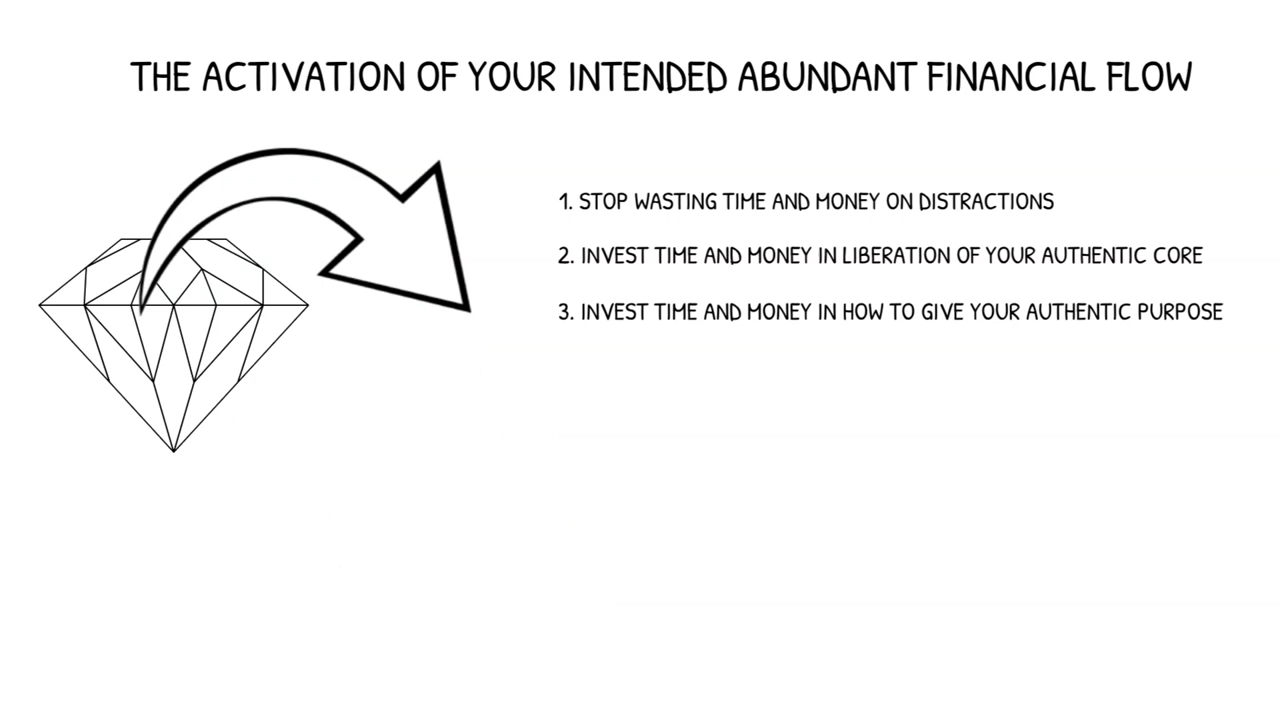 THE ACTIVATION OF YOUR INTENDED ABUNDANT FINANCIAL FLOW
1. STOP WASTING TIME AND MONEY ON DISTRACTIONS
2. INVEST TIME AND MONEY IN LIBERATION OF YOUR AUTHENTIC CORE
3. INVEST TIME AND MONEY IN HOW TO GIVE YOUR AUTHENTIC PURPOSE